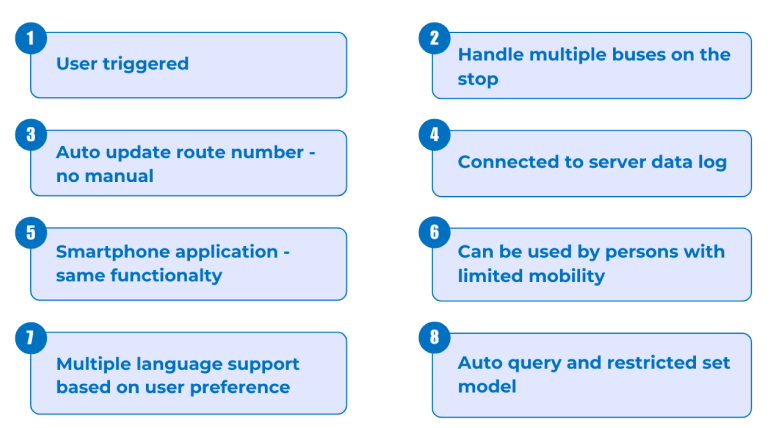 1
User triggered
2
Handle multiple buses on the
stop
3
Auto update route number -
no manual
4
Connected to server data log
5
Smartphone application -
same functionalty
6
Can be used by persons with
limited mobility
7
Multiple language support
based on user preference
8
Auto query and restricted set
model